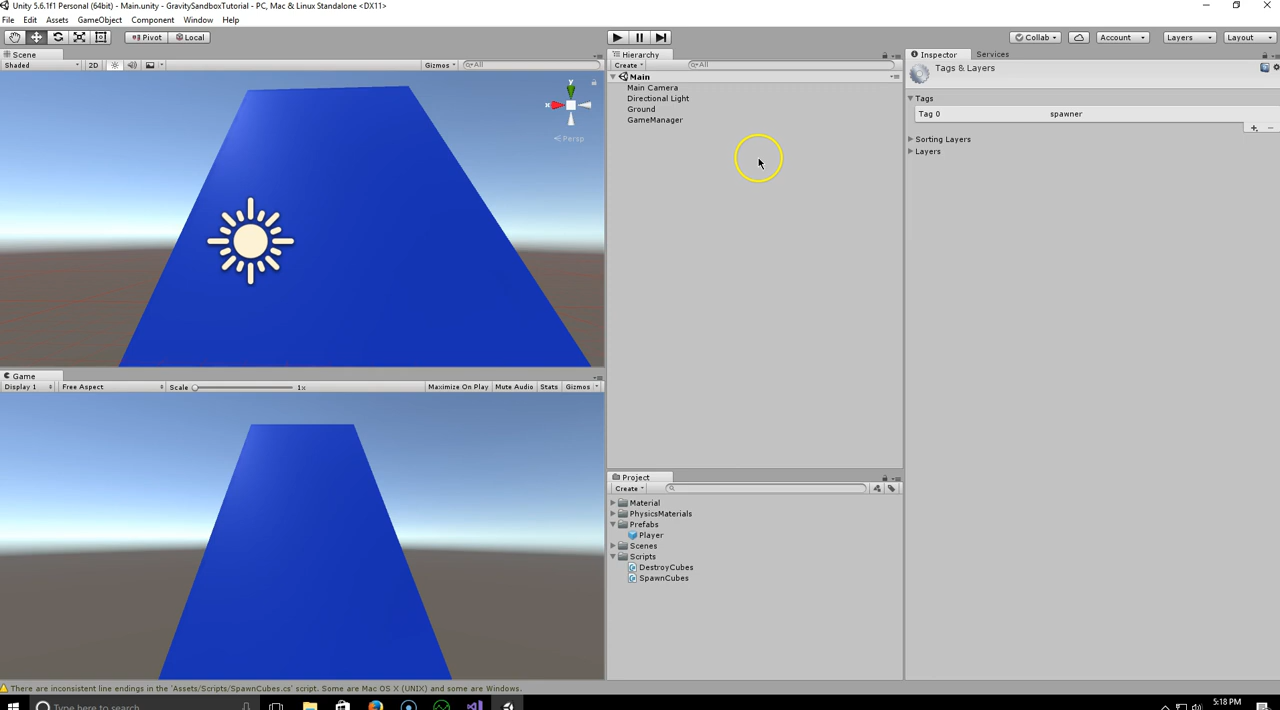 Unity 5.6.1f1 Personal (64bit) - Main.unity - GravitySandboxTutorial - PC, Mac & Linux Standalone <DX11>
File Edit Assets GameObject Component Window Help
Pivot Local Collab Account Layers Layout
Scene
Shaded 2D Gizmos All
y
x
Persp
Game
Display 1 Free Aspect Scale 1x Maximize On Play Mute Audio Stats Gizmos
Hierarchy
Create All
Main
Main Camera
Directional Light
Ground
GameManager
Project
Create
Material
PhysicsMaterials
Prefabs
Player
Scenes
Scripts
DestroyCubes
SpawnCubes
Inspector Services
Tags & Layers
Tags
Tag 0 spawner
Sorting Layers
Layers
There are inconsistent line endings in the 'Assets/Scripts/SpawnCubes.cs' script. Some are Mac OS X (UNIX) and some are Windows.
Type here to search
5:18 PM